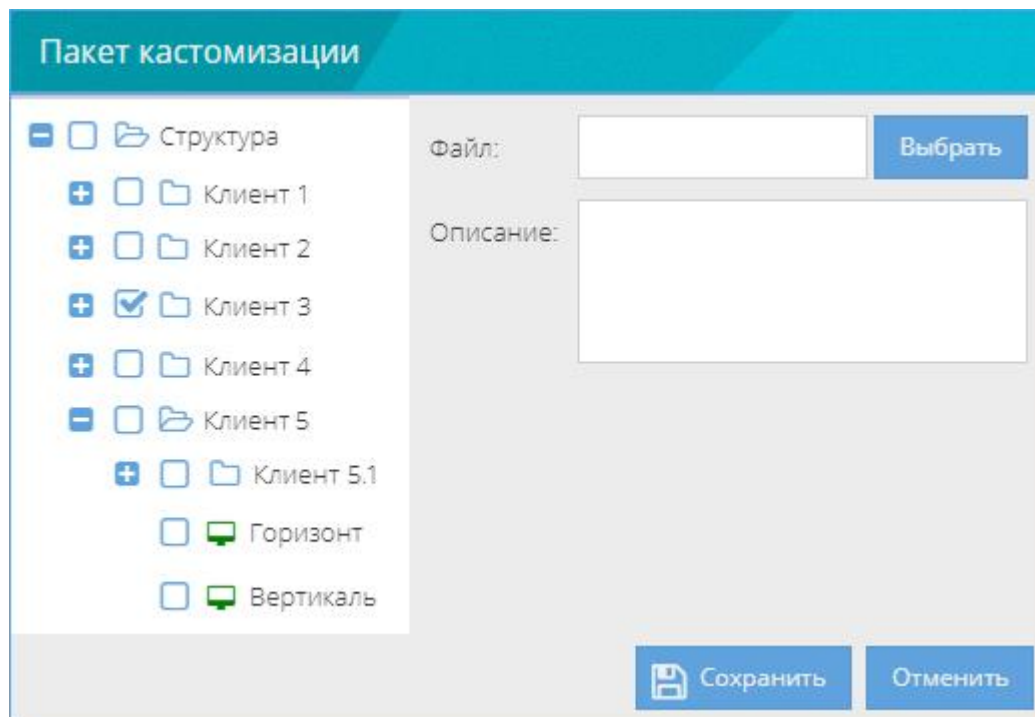 Пакет кастомизации
Структура
Клиент 1
Клиент 2
Клиент 3
Клиент 4
Клиент 5
Клиент 5.1
Горизонт
Вертикаль
Файл:
Выбрать
Описание:
Сохранить
Отменить